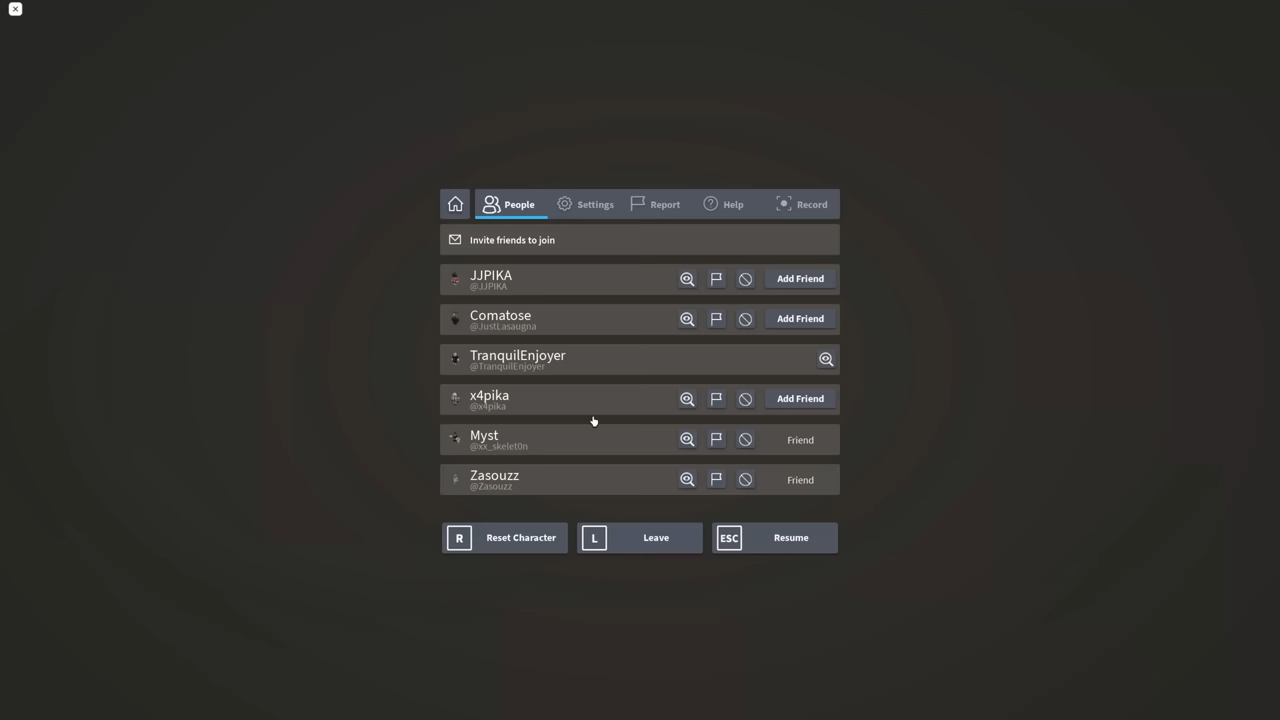 People Settings Report Help Record
Invite friends to join
JJPIKA
@JJPIKA
Add Friend
Comatose
@JustLasaugna
Add Friend
TranquilEnjoyer
@TranquilEnjoyer
x4pika
@x4pika
Add Friend
Myst
@xx_skelet0n
Friend
Zasouzz
@Zasouzz
Friend
R Reset Character L Leave ESC Resume